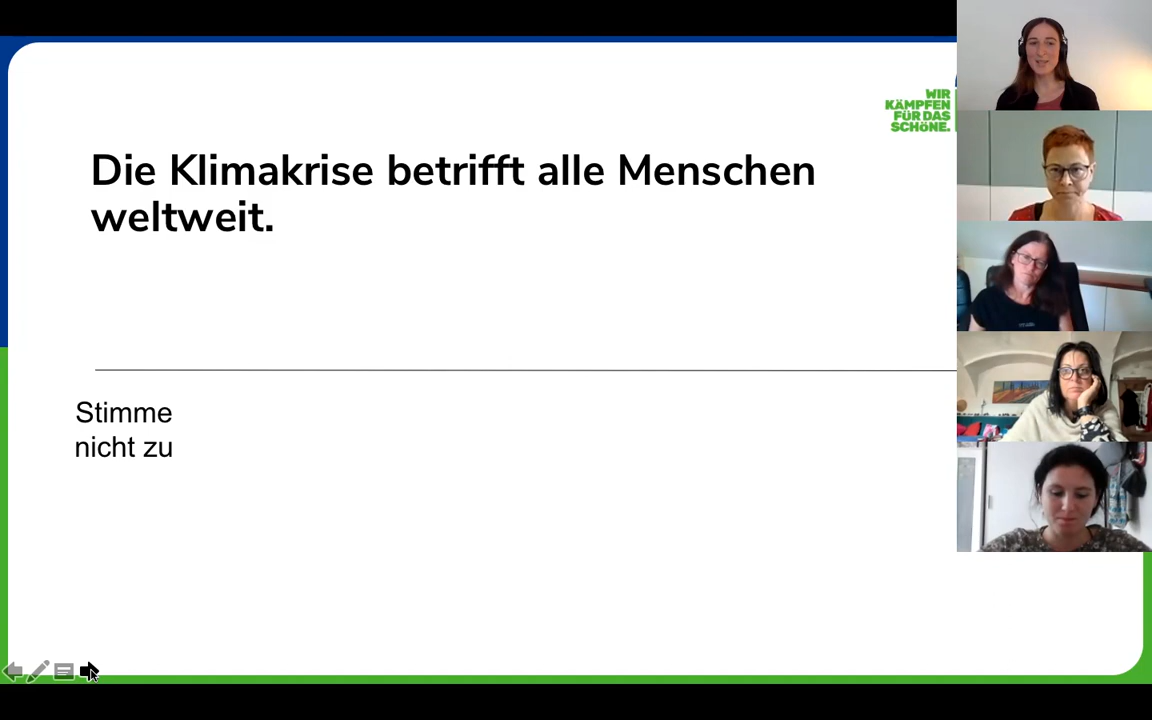 WIR
KÄMPFEN
FÜR DAS
SCHÖNE.
Die Klimakrise betrifft alle Menschen
weltweit.
Stimme
nicht zu